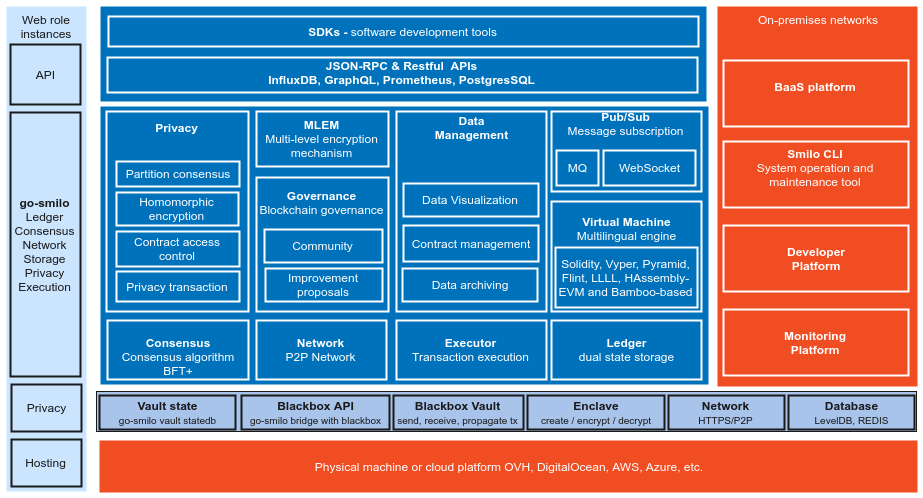 Web role
instances
API
go-smilo
Ledger
Consensus
Network
Storage
Privacy
Execution
Privacy
Hosting
SDKs - software development tools
JSON-RPC & Restful APIs
InfluxDB, GraphQL, Prometheus, PostgresSQL
Privacy
Partition consensus
Homomorphic
encryption
Contract access
control
Privacy transaction
MLEM
Multi-level encryption
mechanism
Governance
Blockchain governance
Community
Improvement
proposals
Data
Management
Data Visualization
Contract management
Data archiving
Pub/Sub
Message subscription
MQ
WebSocket
Virtual Machine
Multilingual engine
Solidity, Vyper, Pyramid,
Flint, LLLL, HAssembly-
EVM and Bamboo-based
Consensus
Consensus algorithm
BFT+
Network
P2P Network
Executor
Transaction execution
Ledger
dual state storage
On-premises networks
BaaS platform
Smilo CLI
System operation and
maintenance tool
Developer
Platform
Monitoring
Platform
Vault state
go-smilo vault statedb
Blackbox API
go-smilo bridge with blackbox
Blackbox Vault
send, receive, propagate tx
Enclave
create / encrypt / decrypt
Network
HTTPS/P2P
Database
LevelDB, REDIS
Physical machine or cloud platform OVH, DigitalOcean, AWS, Azure, etc.